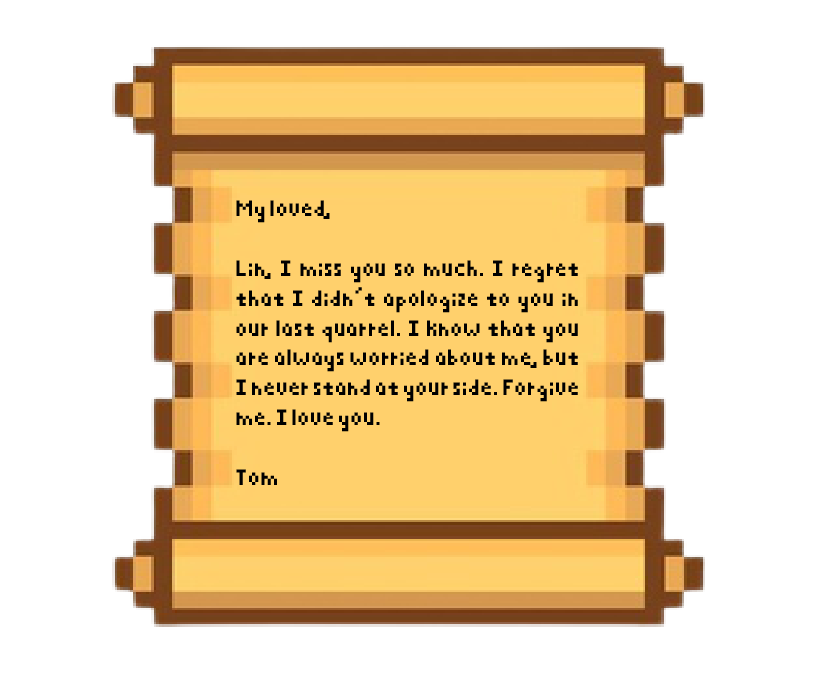 My loved,
Lin, I miss you so much. I regret
that I didn't apologize to you in
our last quarrel. I know that you
are always worried about me, but
I never stand at your side. Forgive
me. I love you.
Tom